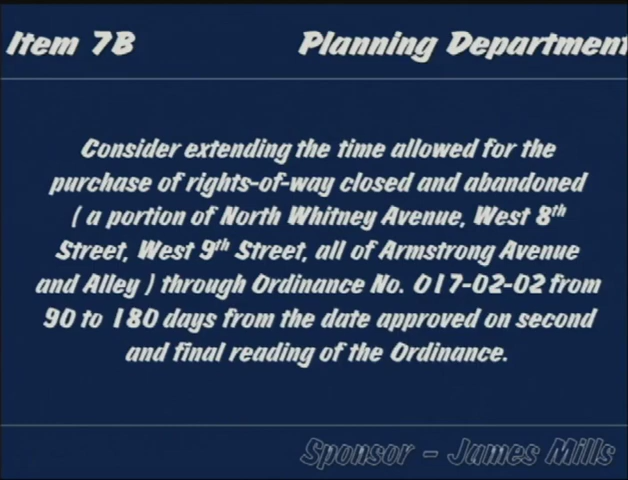 Item 7B Planning Department
Consider extending the time allowed for the
purchase of rights-of-way closed and abandoned
( a portion of North Whitney Avenue, West 8th
Street, West 9th Street, all of Armstrong Avenue
and Alley ) through Ordinance No. 017-02-02 from
90 to 180 days from the date approved on second
and final reading of the Ordinance.
Sponsor - James Mills